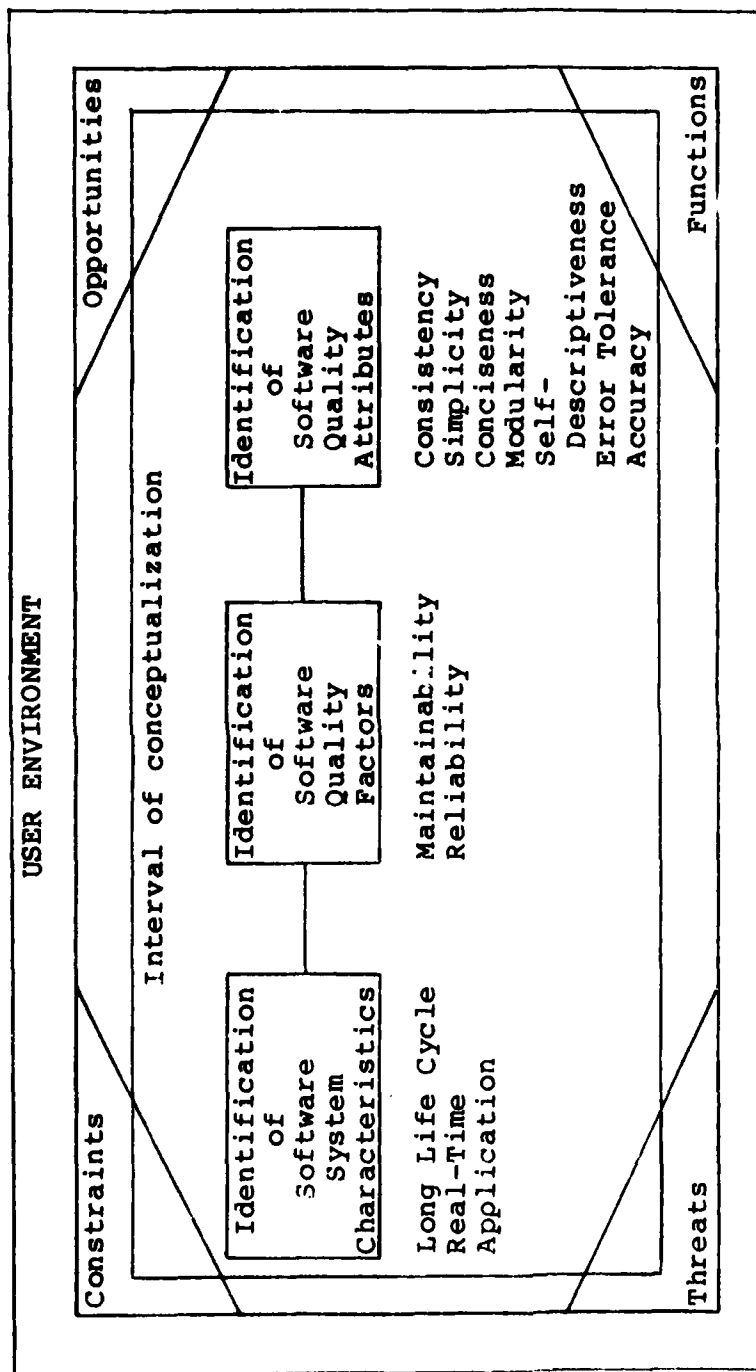 USER ENVIRONMENT
Constraints
Opportunities
Interval of conceptualization
Identification
of
Software
System
Characteristics
Identification
of
Software
Quality
Factors
Identification
of
Software
Quality
Attributes
Long Life Cycle
Real-Time
Application
Maintainability
Reliability
Consistency
Simplicity
Conciseness
Modularity
Self-
Descriptiveness
Error Tolerance
Accuracy
Threats
Functions